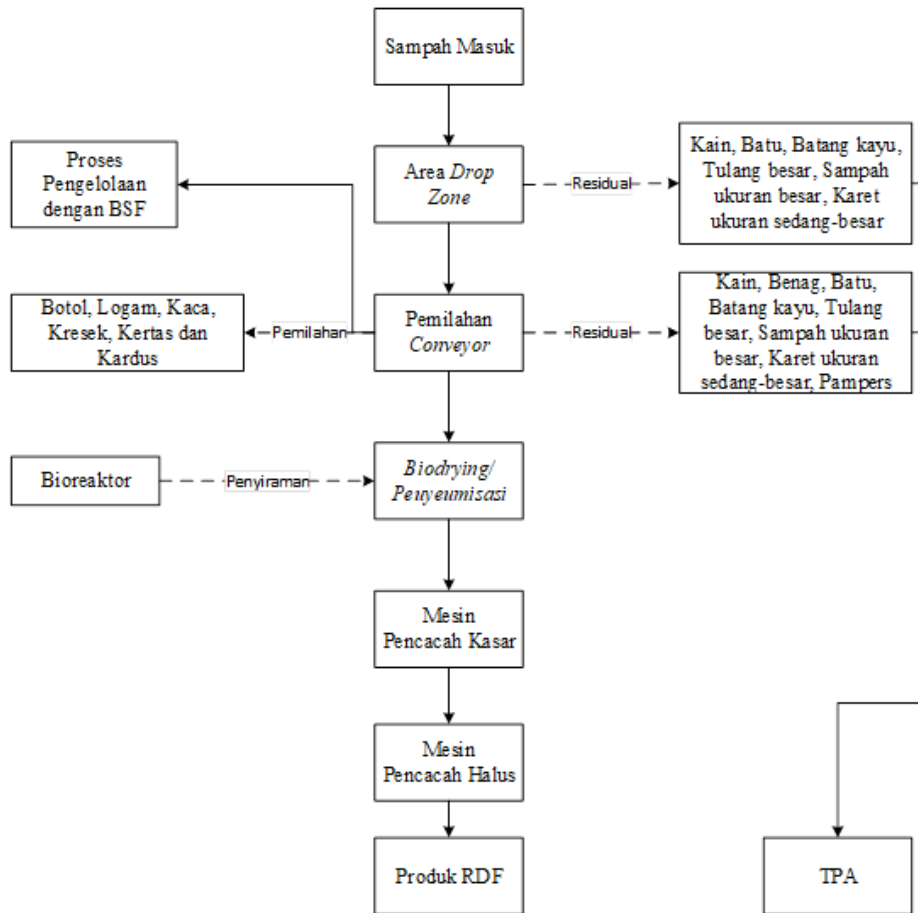 Sampah Masuk
Proses
Pengelolaan
dengan BSF
Area Drop
Zone
Residual
Kain, Batu, Batang kayu,
Tulang besar, Sampah
ukuran besar, Karet
ukuran sedang-besar
Botol, Logam, Kaca,
Kresek, Kertas dan
Kardus
Pemilahan
Pemilahan
Conveyor
Residual
Kain, Benag, Batu,
Batang kayu, Tulang
besar, Sampah ukuran
besar, Karet ukuran
sedang-besar, Pampers
Bioreaktor
Penyiraman
Biodrying/
Peuyeumisasi
Mesin
Pencacah Kasar
Mesin
Pencacah Halus
Produk RDF
TPA